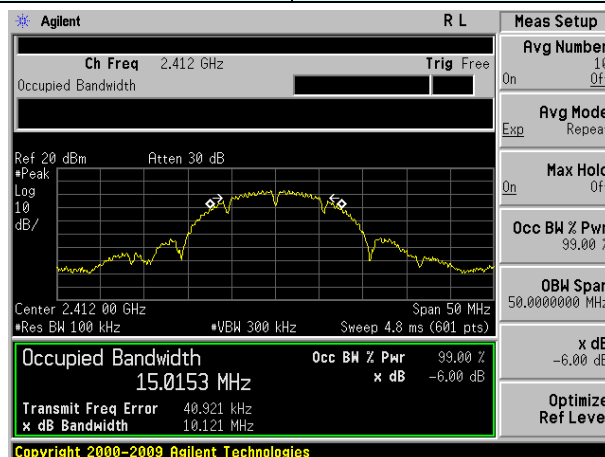 Agilent R L Meas Setup
Ch Freq 2.412 GHz Trig Free
Occupied Bandwidth
Avg Number
10
On Off
Avg Mode
Exp Repeat
Max Hold
On Off
Occ BW % Pwr
99.00 %
OBW Span
50.0000000 MHz
x dB
-6.00 dB
Optimize
Ref Level
Ref 20 dBm Atten 30 dB
#Peak
Log
10
dB/
Center 2.412 00 GHz Span 50 MHz
#Res BW 100 kHz #VBW 300 kHz Sweep 4.8 ms (601 pts)
Occupied Bandwidth
15.0153 MHz
Occ BW % Pwr 99.00 %
x dB -6.00 dB
Transmit Freq Error 40.921 kHz
x dB Bandwidth 10.121 MHz
Copyright 2000-2009 Agilent Technologies